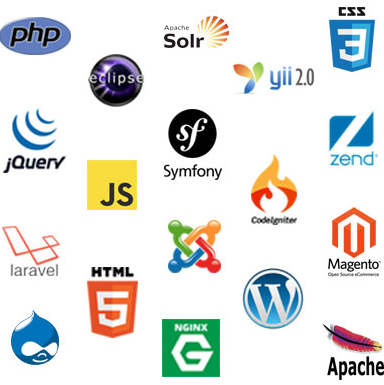 php
Apache
Solr
CSS
3
eclipse
yii 2.0
jQuery
sf
Symfony
zend
JS
CodeIgniter
laravel
Magento
Open Source eCommerce
HTML
5
W
NGINX
G
Apache